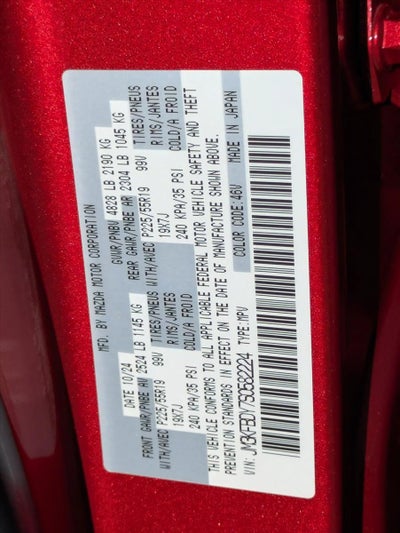 MFD. BY MAZDA MOTOR CORPORATION
DATE 10/24 GVWR/PNBV 4828 LB 2190 KG
FRONT GAWR/PNBE AV 2524 LB 1145 KG REAR GAWR/PNBE AR 2304 LB 1045 KG
WITH/AVEC P225/55R19 99V TIRES/PNEUS WITH/AVEC P225/55R19 99V TIRES/PNEUS
19X7J RIMS/JANTES 19X7J RIMS/JANTES
240 KPA/35 PSI COLD/A FROID 240 KPA/35 PSI COLD/A FROID
THIS VEHICLE CONFORMS TO ALL APPLICABLE FEDERAL MOTOR VEHICLE SAFETY AND THEFT
PREVENTION STANDARDS IN EFFECT ON THE DATE OF MANUFACTURE SHOWN ABOVE.
VIN: TYPE:MPV COLOR CODE:46V MADE IN JAPAN